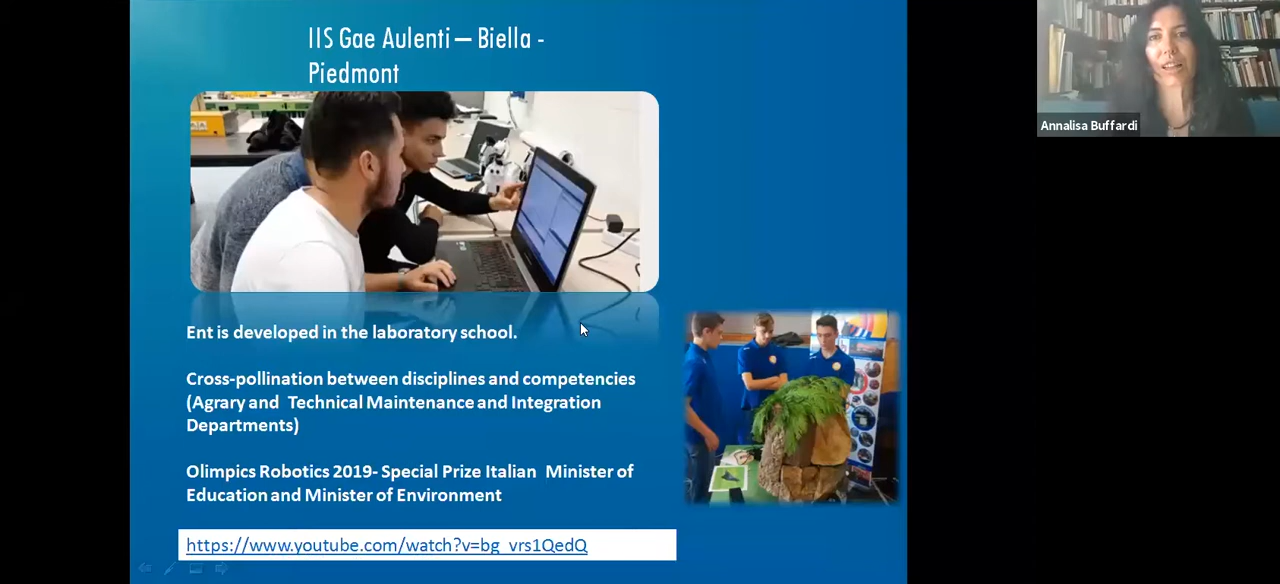 IIS Gae Aulenti – Biella -
Piedmont
Annalisa Buffardi
Ent is developed in the laboratory school.
Cross-pollination between disciplines and competencies
(Agrary and  Technical Maintenance and Integration
Departments)
Olimpics Robotics 2019- Special Prize Italian  Minister of
Education and Minister of Environment
https://www.youtube.com/watch?v=bg_vrs1QedQ